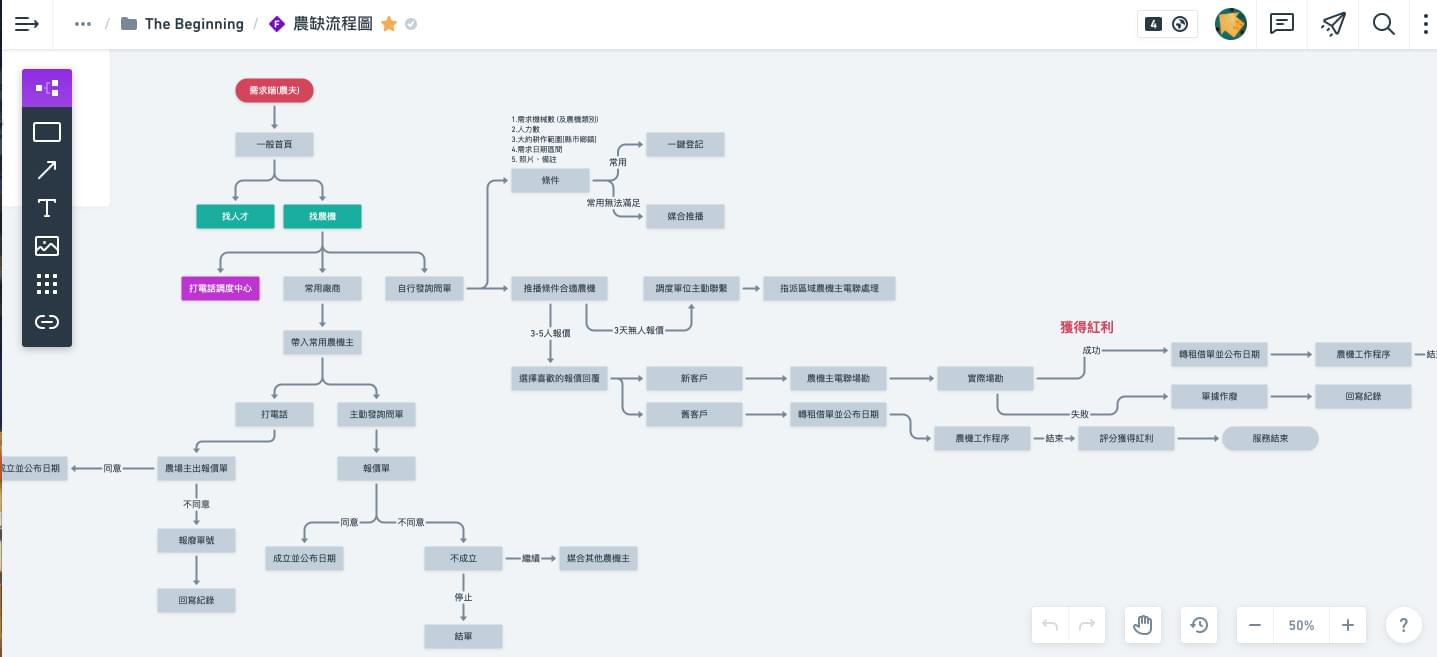 The Beginning / 農缺流程圖
4
需求端(農夫)
一般首頁
找人才
找農機
打電話調度中心
常用廠商
自行發詢問單
帶入常用農機主
打電話
主動發詢問單
成立並公布日期
同意
農場主出報價單
報價單
不同意
報廢單號
回寫紀錄
同意
不同意
成立並公布日期
不成立
繼續
媒合其他農機主
停止
結單
1.需求機械數 (及農機類別)
2.人力數
3.大約耕作範圍[縣市鄉鎮]
4.需求日期區間
5. 照片、備註
條件
常用
一鍵登記
常用無法滿足
媒合推播
推播條件合適農機
調度單位主動聯繫
指派區域農機主電聯處理
3-5人報價
3天無人報價
選擇喜歡的報價回覆
新客戶
農機主電聯場勘
實際場勘
獲得紅利
成功
轉租借單並公布日期
農機工作程序
失敗
單據作廢
回寫紀錄
舊客戶
轉租借單並公布日期
農機工作程序
結束
評分獲得紅利
服務結束
50%
?